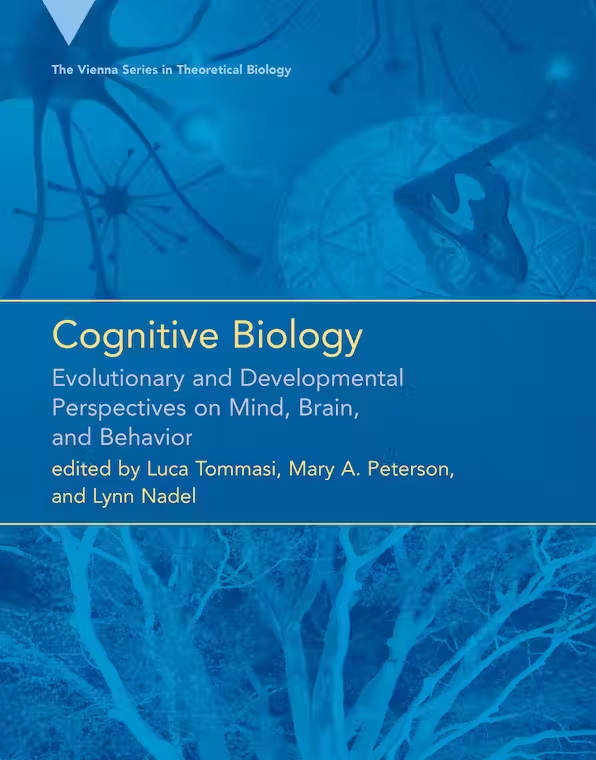 The Vienna Series in Theoretical Biology
Cognitive Biology
Evolutionary and Developmental
Perspectives on Mind, Brain,
and Behavior
edited by Luca Tommasi, Mary A. Peterson,
and Lynn Nadel